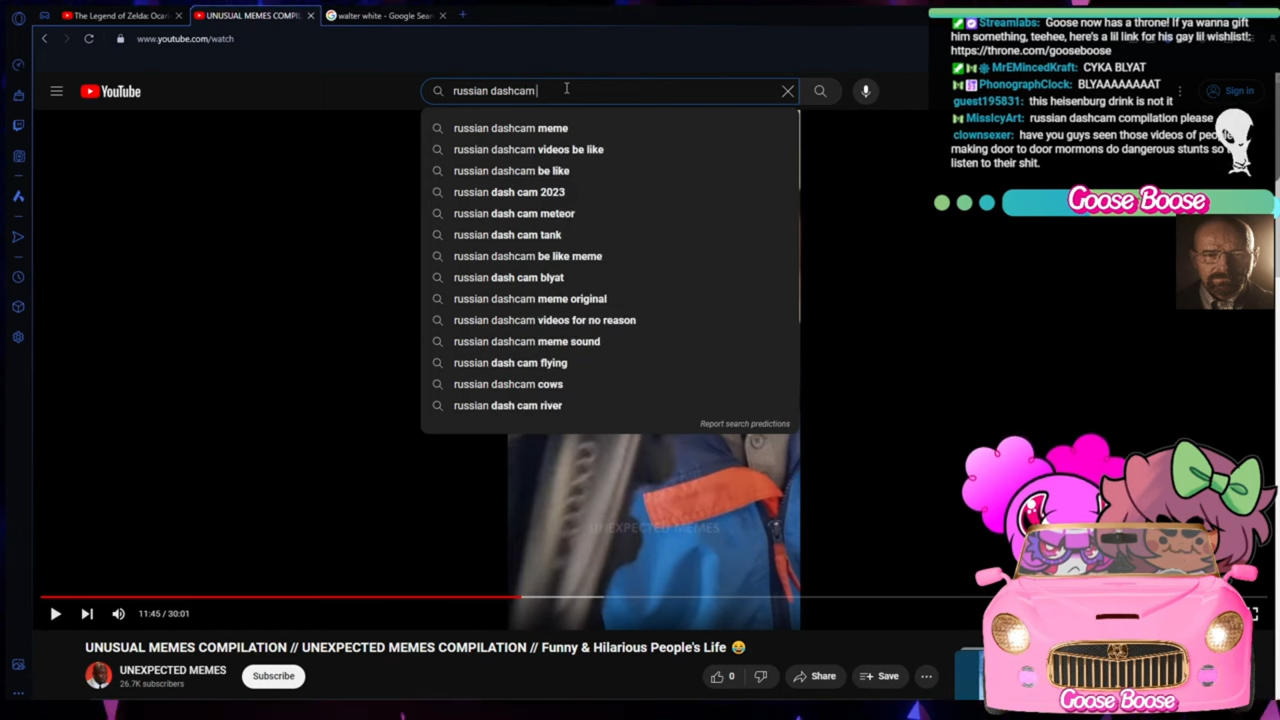 The Legend of Zelda: Ocari
UNUSUAL MEMES COMPIL
walter white - Google Sear
www.youtube.com/watch
YouTube
russian dashcam
Sign in
russian dashcam meme
russian dashcam videos be like
russian dashcam be like
russian dash cam 2023
russian dash cam meteor
russian dash cam tank
russian dashcam be like meme
russian dash cam blyat
russian dashcam meme original
russian dashcam videos for no reason
russian dashcam meme sound
russian dash cam flying
russian dashcam cows
russian dash cam river
Report search predictions
UNEXPECTED MEMES
11:45 / 30:01
UNUSUAL MEMES COMPILATION // UNEXPECTED MEMES COMPILATION // Funny & Hilarious People's Life 😂
UNEXPECTED MEMES
26.7K subscribers
Subscribe
0
Share
Save
Streamlabs: Goose now has a throne! If ya wanna gift
him something, teehee, here's a lil link for his gay lil wishlist!:
https://throne.com/gooseboose
MrEMincedKraft: CYKA BLYAT
PhonographClock: BLYAAAAAAAT
guest195831: this heisenburg drink is not it
MissIcyArt: russian dashcam compilation please
clownsexer: have you guys seen those videos of people
making door to door mormons do dangerous stunts so
listen to their shit.
Goose Boose
Goose Boose